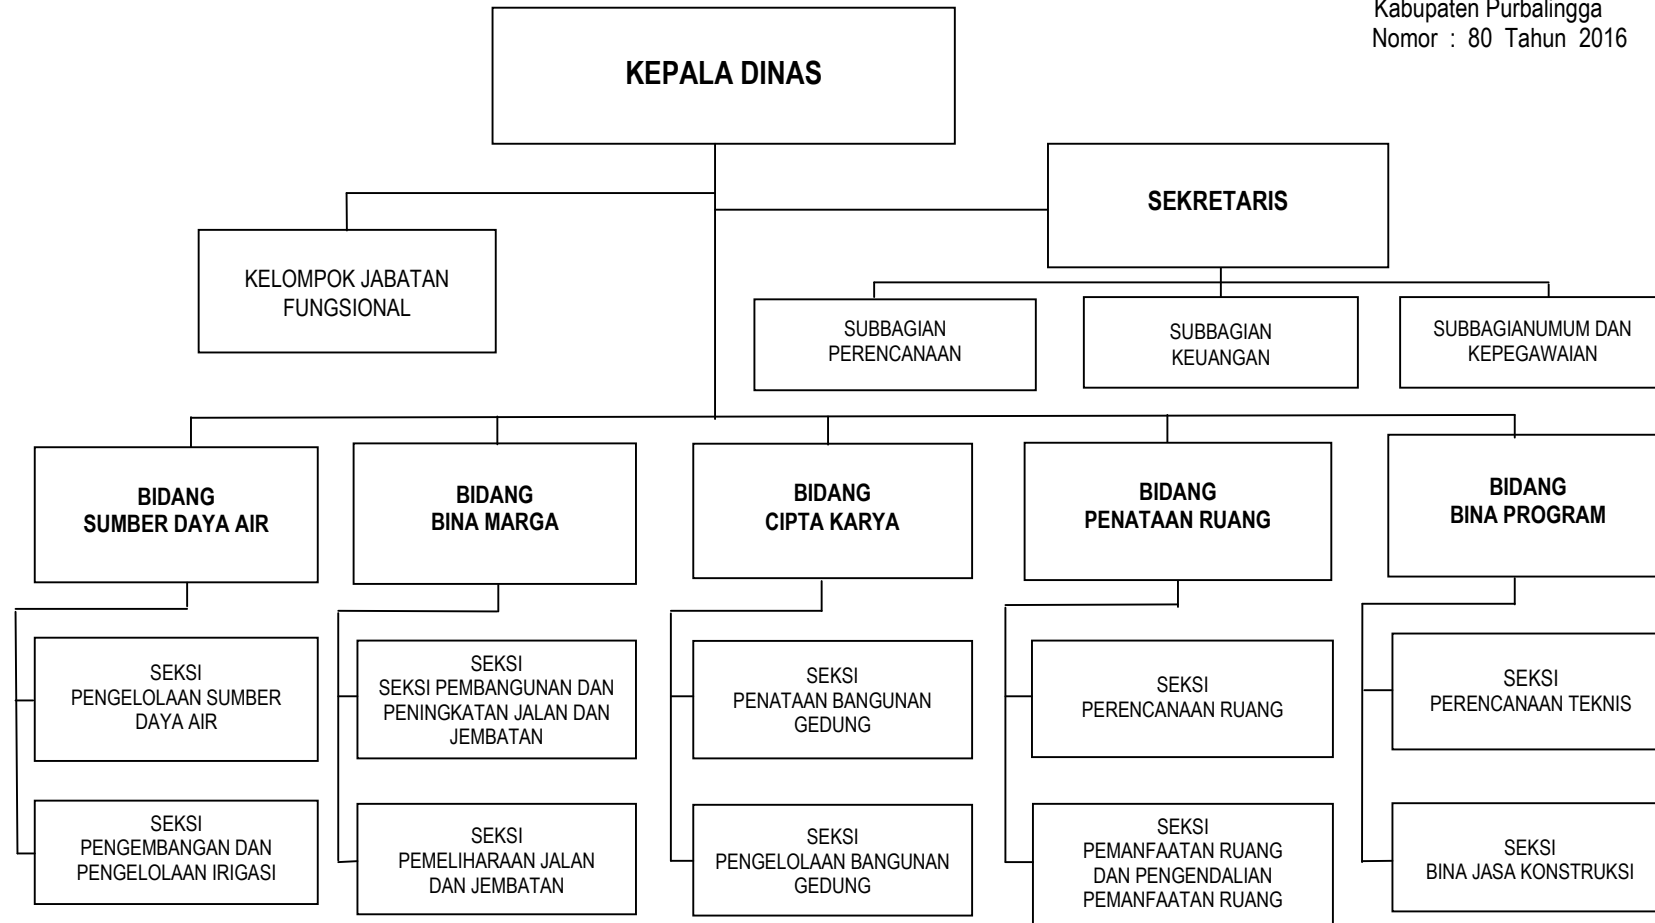 Kabupaten Purbalingga
Nomor : 80 Tahun 2016
KEPALA DINAS
SEKRETARIS
KELOMPOK JABATAN
FUNGSIONAL
SUBBAGIAN
PERENCANAAN
SUBBAGIAN
KEUANGAN
SUBBAGIANUMUM DAN
KEPEGAWAIAN
BIDANG
SUMBER DAYA AIR
BIDANG
BINA MARGA
BIDANG
CIPTA KARYA
BIDANG
PENATAAN RUANG
BIDANG
BINA PROGRAM
SEKSI
PENGELOLAAN SUMBER
DAYA AIR
SEKSI
SEKSI PEMBANGUNAN DAN
PENINGKATAN JALAN DAN
JEMBATAN
SEKSI
PENATAAN BANGUNAN
GEDUNG
SEKSI
PERENCANAAN RUANG
SEKSI
PERENCANAAN TEKNIS
SEKSI
PENGEMBANGAN DAN
PENGELOLAAN IRIGASI
SEKSI
PEMELIHARAAN JALAN
DAN JEMBATAN
SEKSI
PENGELOLAAN BANGUNAN
GEDUNG
SEKSI
PEMANFAATAN RUANG
DAN PENGENDALIAN
PEMANFAATAN RUANG
SEKSI
BINA JASA KONSTRUKSI